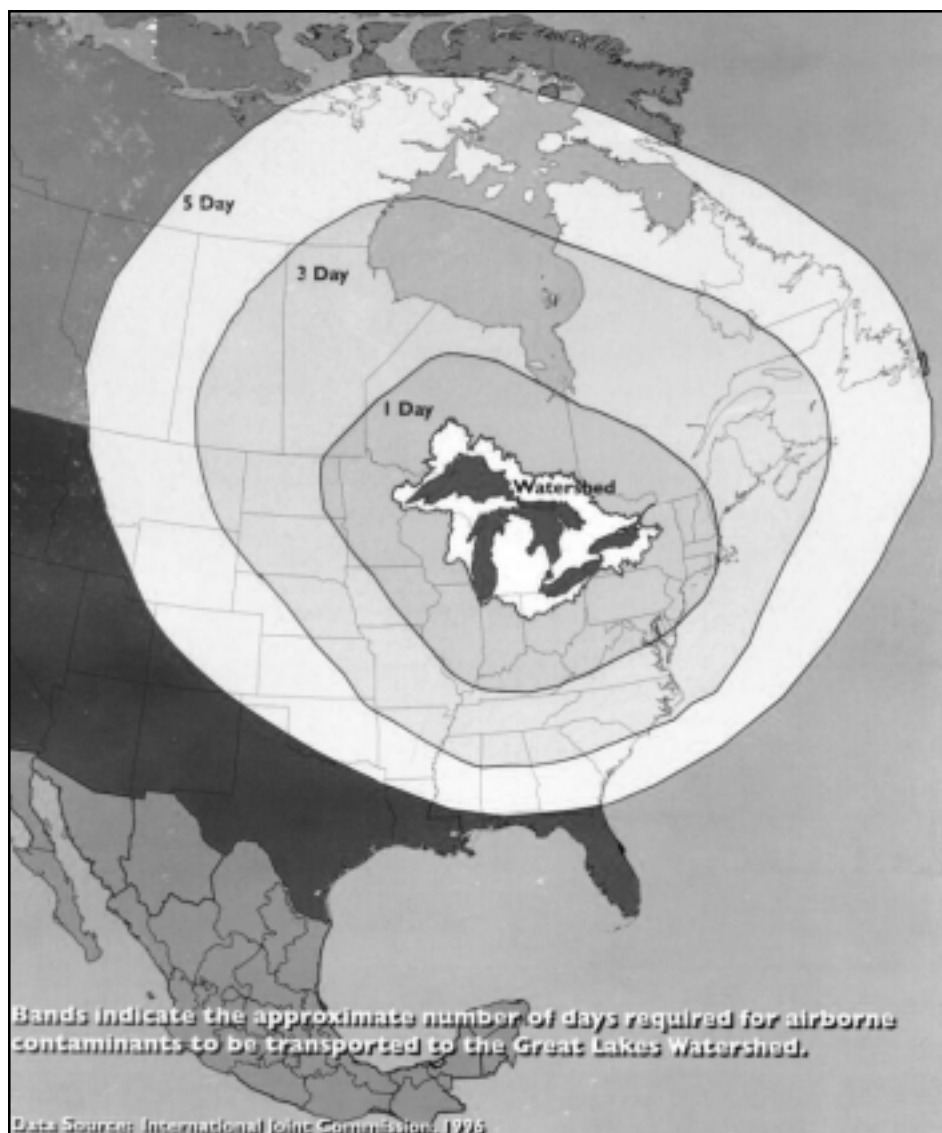 5 Day
3 Day
1 Day
Watershed
Bands indicate the approximate number of days required for airborne
contaminants to be transported to the Great Lakes Watershed.
Data Source: International Joint Commission, 1996